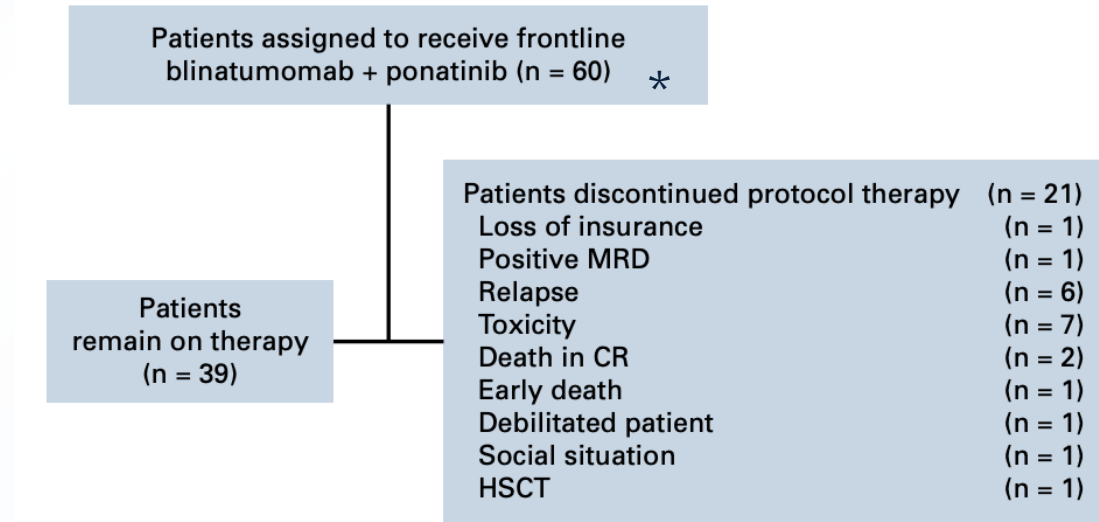 Patients assigned to receive frontline
blinatumomab + ponatinib (n = 60) *
Patients discontinued protocol therapy (n = 21)
Loss of insurance (n = 1)
Positive MRD (n = 1)
Relapse (n = 6)
Toxicity (n = 7)
Death in CR (n = 2)
Early death (n = 1)
Debilitated patient (n = 1)
Social situation (n = 1)
HSCT (n = 1)
Patients
remain on therapy
(n = 39)